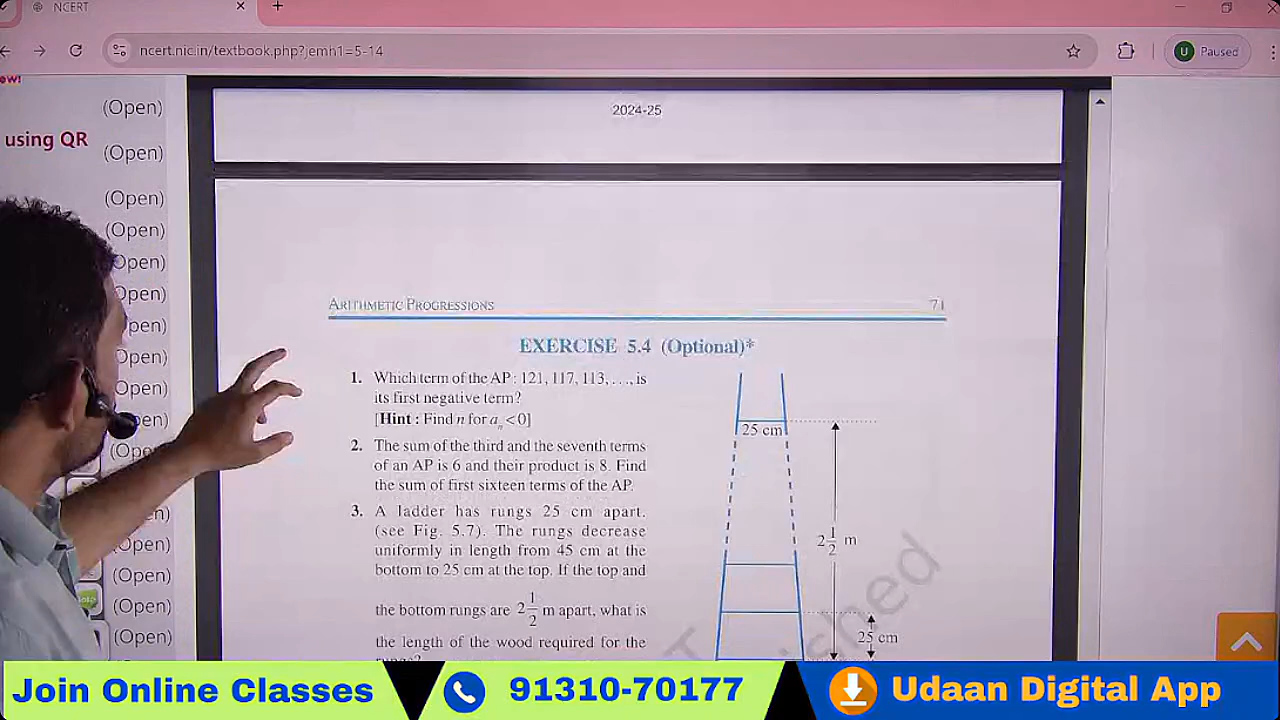 NCERT
ncert.nic.in/textbook.php?jemh1=5-14
U Paused
ow!
(Open)
using QR
(Open)
(Open)
(Open)
Open)
Open)
pen)
Open)
Open)
en)
(Op
n)
Open)
(Open)
(Open)
(Open)
2024-25
ARITHMETIC PROGRESSIONS 71
EXERCISE 5.4 (Optional)*
1. Which term of the AP : 121, 117, 113, . . ., is
its first negative term?
[Hint : Find n for aₙ < 0]
2. The sum of the third and the seventh terms
of an AP is 6 and their product is 8. Find
the sum of first sixteen terms of the AP.
3. A ladder has rungs 25 cm apart.
(see Fig. 5.7). The rungs decrease
uniformly in length from 45 cm at the
bottom to 25 cm at the top. If the top and
the bottom rungs are 2 1/2 m apart, what is
the length of the wood required for the
rungs?
25 cm
2 1/2 m
25 cm
shed
Join Online Classes
91310-70177
Udaan Digital App